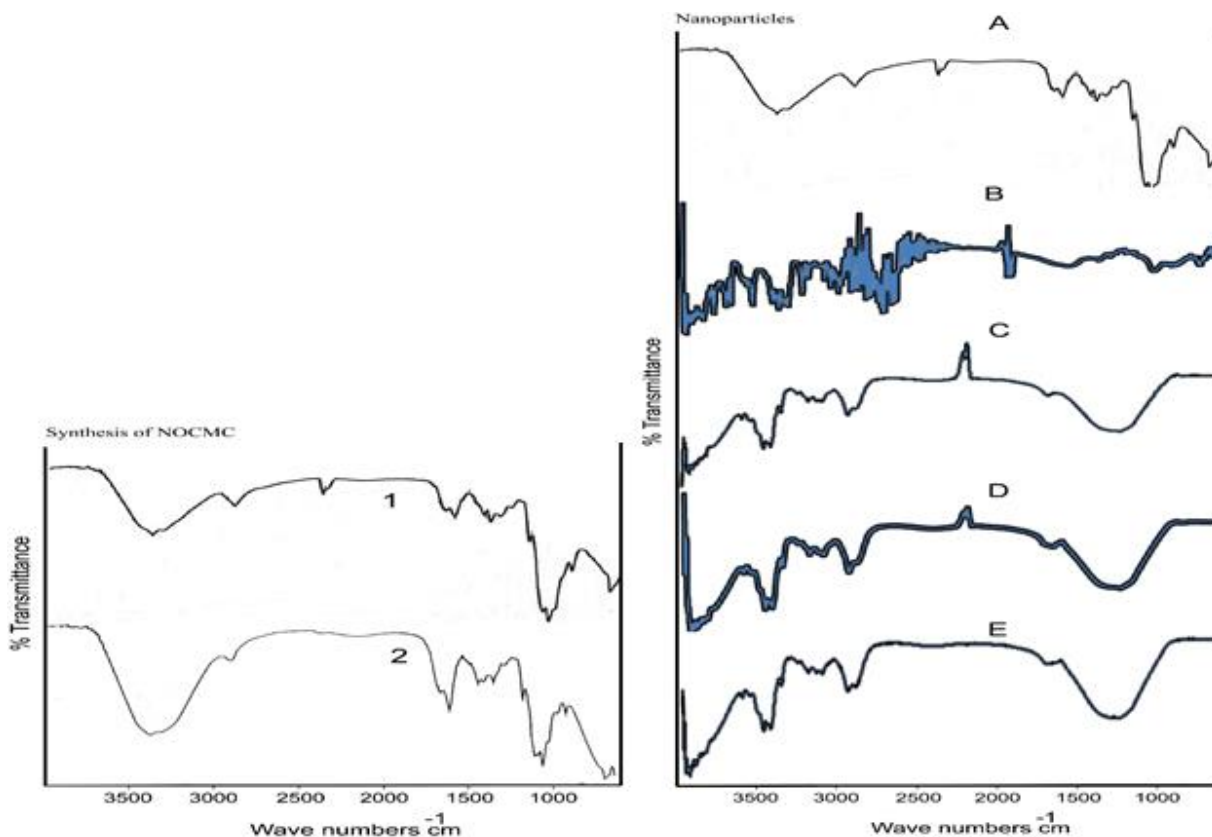 Synthesis of NOCMC
1
2
% Transmittance
3500 3000 2500 2000 1500 1000
Wave numbers cm -1
Nanoparticles
A
B
C
D
E
% Transmittance
3500 3000 2500 2000 1500 1000
Wave numbers cm -1